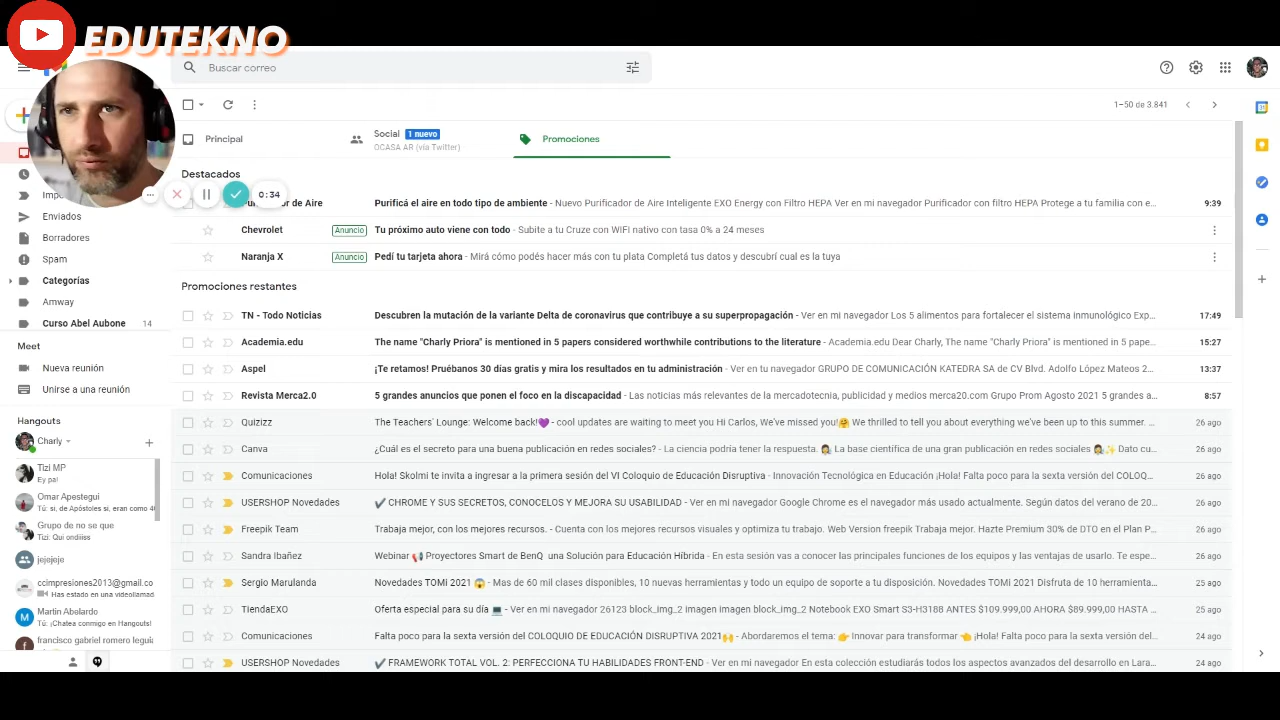 EDUTEKNO
Buscar correo
1–50 de 3.841
Principal
Social 1 nuevo
OCASA AR (vía Twitter)
Promociones
Destacados
0:34
de Aire Purificá el aire en todo tipo de ambiente - Nuevo Purificador de Aire Inteligente EXO Energy con Filtro HEPA Ver en mi navegador Purificador con filtro HEPA Protege a tu familia con e… 9:39
Enviados
Chevrolet Anuncio Tu próximo auto viene con todo - Subite a tu Cruze con WIFI nativo con tasa 0% a 24 meses
Borradores
Naranja X Anuncio Pedí tu tarjeta ahora - Mirá cómo podés hacer más con tu plata Completá tus datos y descubrí cual es la tuya
Spam
Categorías
Promociones restantes
Amway
Curso Abel Aubone 14
TN - Todo Noticias Descubren la mutación de la variante Delta de coronavirus que contribuye a su superpropagación - Ver en mi navegador Los 5 alimentos para fortalecer el sistema inmunológico Exp… 17:49
Meet
Academia.edu The name "Charly Priora" is mentioned in 5 papers considered worthwhile contributions to the literature - Academia.edu Dear Charly, The name "Charly Priora" is mentioned in 5 pape… 15:27
Nueva reunión
Aspel ¡Te retamos! Pruébanos 30 días gratis y mira los resultados en tu administración - Ver en tu navegador GRUPO DE COMUNICACIÓN KATEDRA SA de CV Blvd. Adolfo López Mateos 2… 13:37
Unirse a una reunión
Revista Merca2.0 5 grandes anuncios que ponen el foco en la discapacidad - Las noticias más relevantes de la mercadotecnia, publicidad y medios merca20.com Grupo Prom Agosto 2021 5 grandes a… 8:57
Hangouts
Quizizz The Teachers' Lounge: Welcome back!💜 - cool updates are waiting to meet you Hi Carlos, We've missed you!🤗 We thrilled to tell you about everything we've been up to this summer. … 26 ago
Charly
Canva ¿Cuál es el secreto para una buena publicación en redes sociales? - La ciencia podría tener la respuesta. 👩‍🔬 La base científica de una gran publicación en redes sociales 👩‍🔬✨ Dato cu… 26 ago
Tizi MP
Ey pa!
Comunicaciones Hola! Skolmi te invita a ingresar a la primera sesión del VI Coloquio de Educación Disruptiva - Innovación Tecnológica en Educación ¡Hola! Falta poco para la sexta versión del COLOQ… 26 ago
Omar Apestegui
Tú: si, de Apóstoles si, eran como 4
USERSHOP Novedades ✔️ CHROME Y SUS SECRETOS, CONOCELOS Y MEJORA SU USABILIDAD - Ver en mi navegador Google Chrome es el navegador más usado actualmente. Según datos del verano de 20… 26 ago
Grupo de no se que
Tizi: Qui ondiiiss
Freepik Team Trabaja mejor, con los mejores recursos. - Cuenta con los mejores recursos visuales y optimiza tu trabajo. Web Version freepik Trabaja mejor. Hazte Premium 30% de DTO en el Plan P… 26 ago
jejejeje
Sandra Ibañez Webinar 📢 Proyectores Smart de BenQ una Solución para Educación Híbrida - En esta sesión vas a conocer las principales funciones de los equipos y las ventajas de usarlo. Te espe… 26 ago
ccimpresiones2013@gmail.co
Has estado en una videollamad
Sergio Marulanda Novedades TOMi 2021 😱 - Mas de 60 mil clases disponibles, 10 nuevas herramientas y todo un equipo de soporte a tu disposición. Novedades TOMi 2021 Disfruta de 10 herramienta… 25 ago
Martin Abelardo
Tú: ¡Chatea conmigo en Hangouts!
TiendaEXO Oferta especial para su día 💻 - Ver en mi navegador 26123 block_img_2 imagen imagen block_img_2 Notebook EXO Smart S3-H3188 ANTES $109.999,00 AHORA $89.999,00 HASTA … 25 ago
francisco gabriel romero leguia
Tú: ¡Chatea conmigo en Hangouts!
Comunicaciones Falta poco para la sexta versión del COLOQUIO DE EDUCACIÓN DISRUPTIVA 2021🙌 - Abordaremos el tema: 👉 Innovar para transformar 👈 ¡Hola! Falta poco para la sexta versión del… 24 ago
USERSHOP Novedades ✔️ FRAMEWORK TOTAL VOL. 2: PERFECCIONA TU HABILIDADES FRONT-END - Ver en mi navegador En esta colección estudiarás todos los aspectos avanzados del desarrollo en Lara… 24 ago